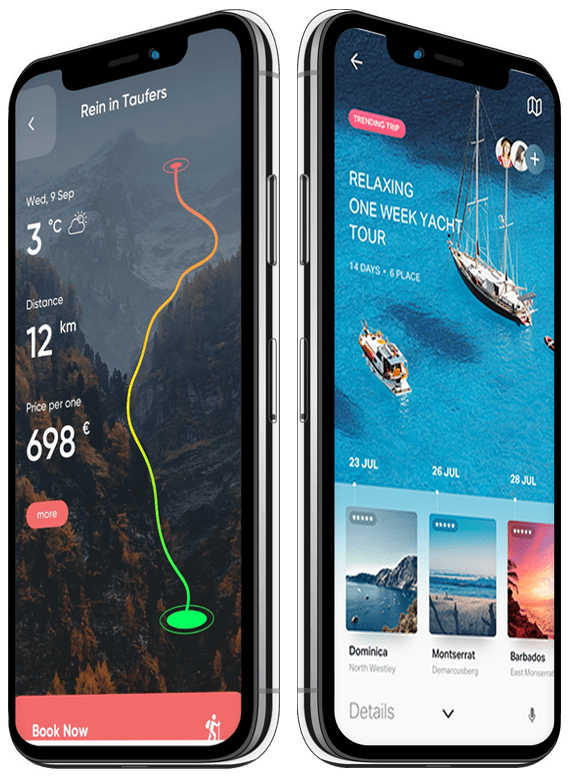 Rein in Taufers
Wed, 9 Sep
3 °C
Distance
12 km
Price per one
698 €
more
Book Now
TRENDING TRIP
RELAXING
ONE WEEK YACHT
TOUR
14 DAYS • 6 PLACE
23 JUL
26 JUL
28 JUL
Dominica
North Westley
Montserrat
Demarcusberg
Barbados
East Monserrat
Details